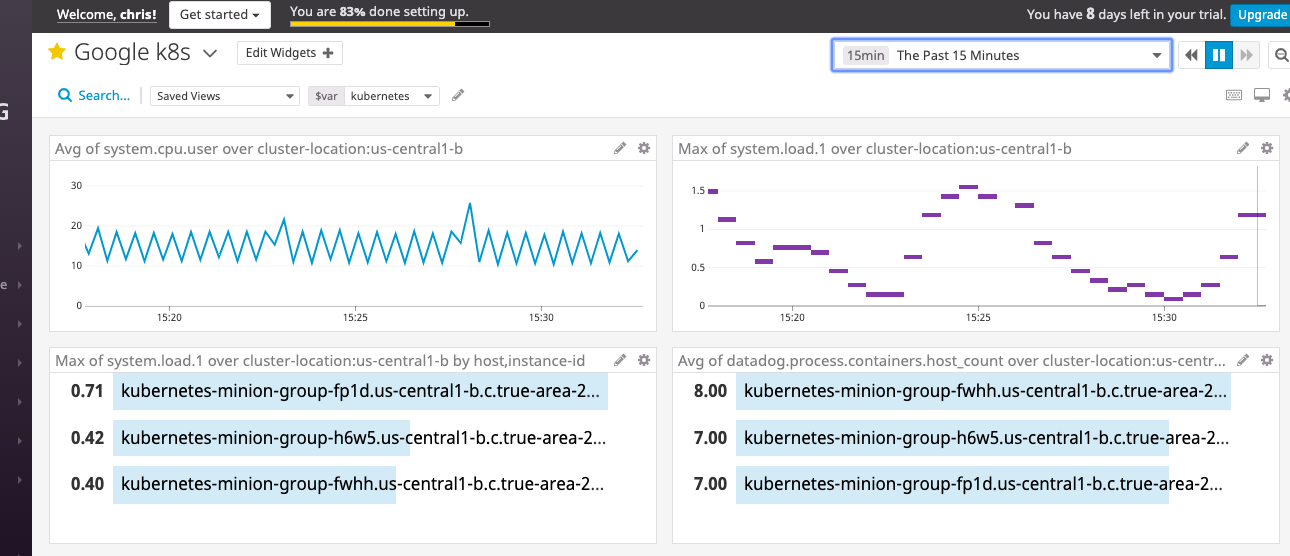 Welcome, chris!
Get started
You are 83% done setting up.
You have 8 days left in your trial.
Upgrade
Google k8s
Edit Widgets +
15min The Past 15 Minutes
G
Search...
Saved Views
$var kubernetes
Avg of system.cpu.user over cluster-location:us-central1-b
30
20
10
0
15:20
15:25
15:30
Max of system.load.1 over cluster-location:us-central1-b
1.5
1
0.5
0
15:20
15:25
15:30
e
Max of system.load.1 over cluster-location:us-central1-b by host,instance-id
0.71 kubernetes-minion-group-fp1d.us-central1-b.c.true-area-2...
0.42 kubernetes-minion-group-h6w5.us-central1-b.c.true-area-2...
0.40 kubernetes-minion-group-fwhh.us-central1-b.c.true-area-2...
Avg of datadog.process.containers.host_count over cluster-location:us-centr...
8.00 kubernetes-minion-group-fwhh.us-central1-b.c.true-area-2...
7.00 kubernetes-minion-group-h6w5.us-central1-b.c.true-area-2...
7.00 kubernetes-minion-group-fp1d.us-central1-b.c.true-area-2...